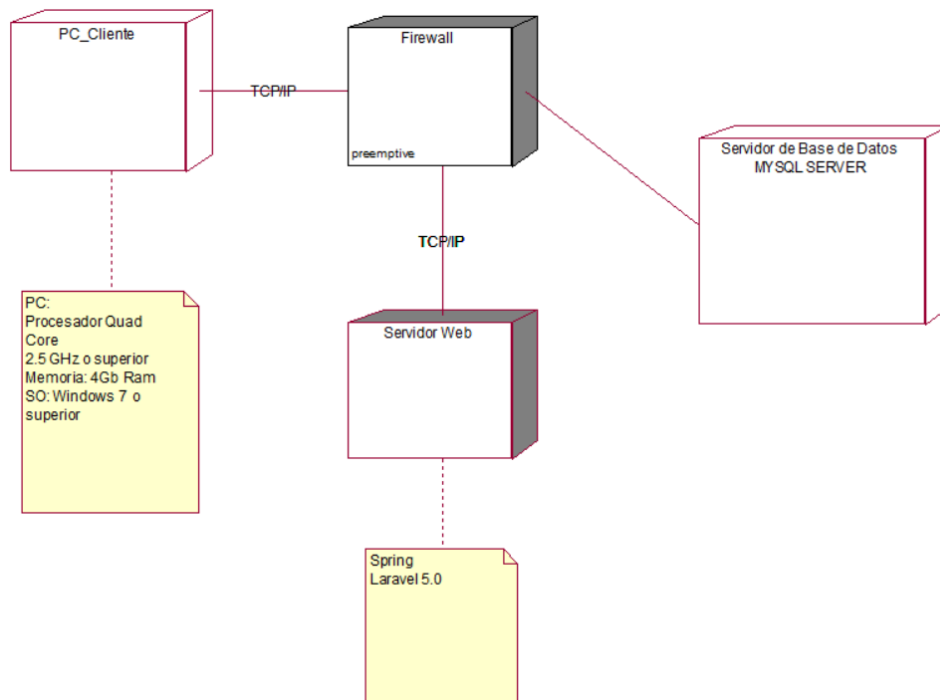 PC_Cliente
TCP/IP
Firewall
preemptive
Servidor de Base de Datos
MYSQL SERVER
TCP/IP
PC:
Procesador Quad
Core
2.5 GHz o superior
Memoria: 4Gb Ram
SO: Windows 7 o
superior
Servidor Web
Spring
Laravel 5.0